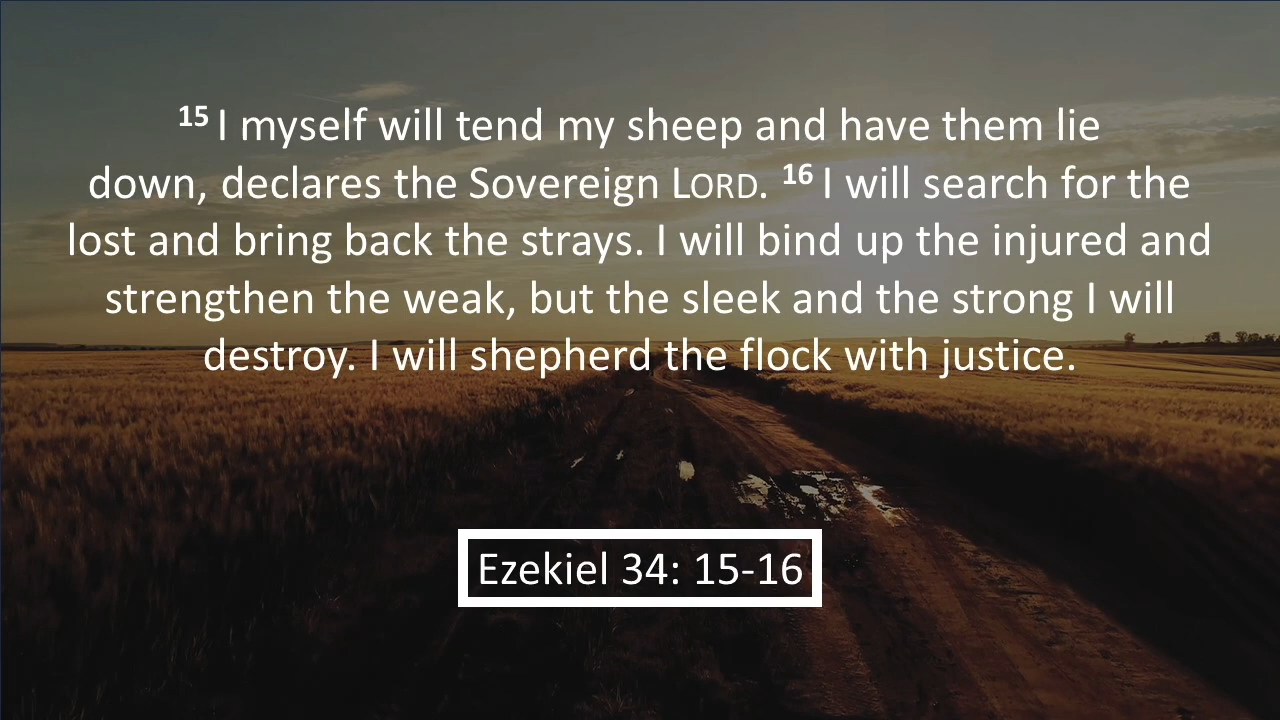 15 I myself will tend my sheep and have them lie
down, declares the Sovereign LORD. 16 I will search for the
lost and bring back the strays. I will bind up the injured and
strengthen the weak, but the sleek and the strong I will
destroy. I will shepherd the flock with justice.
Ezekiel 34: 15-16